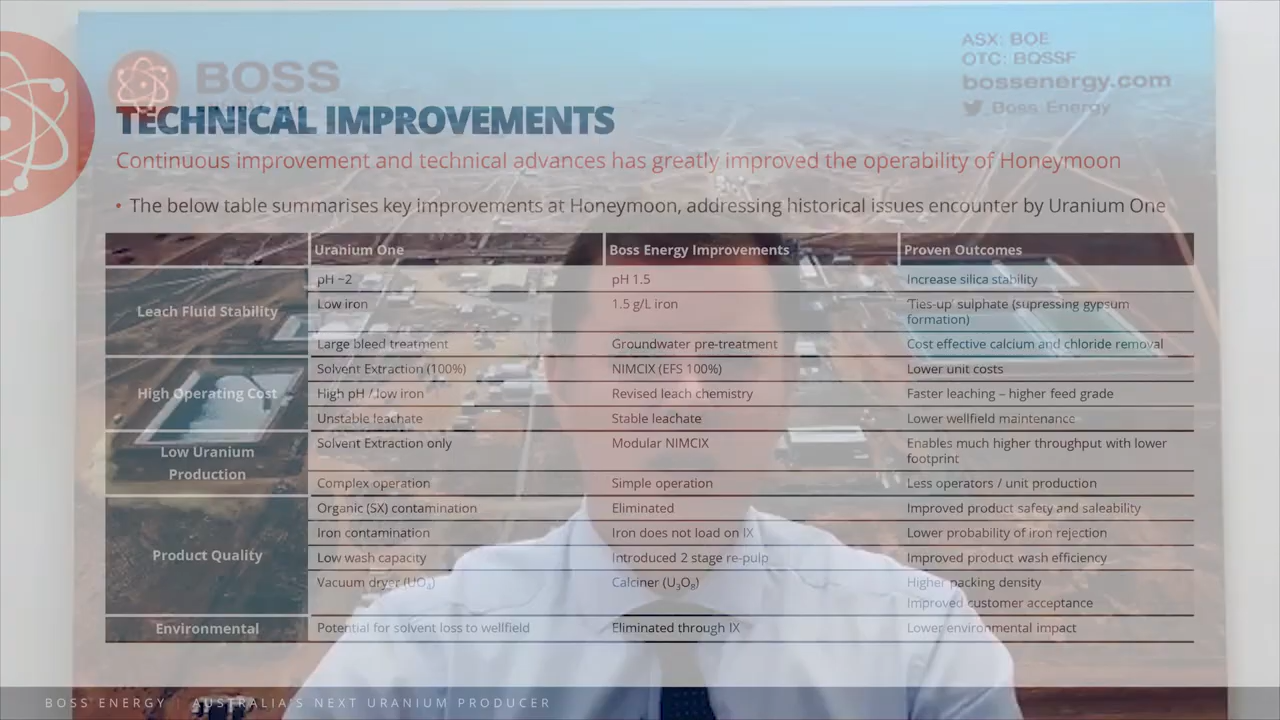 ASX: BOE
OTC: BQSSF
bossenergy.com
Boss_Energy
BOSS
TECHNICAL IMPROVEMENTS
Continuous improvement and technical advances has greatly improved the operability of Honeymoon
• The below table summarises key improvements at Honeymoon, addressing historical issues encounter by Uranium One
Uranium One Boss Energy Improvements Proven Outcomes
Leach Fluid Stability
pH ~2 pH 1.5 Increase silica stability
Low iron 1.5 g/L iron 'Ties-up' sulphate (supressing gypsum
formation)
Large bleed treatment Groundwater pre-treatment Cost effective calcium and chloride removal
High Operating Cost
Solvent Extraction (100%) NIMCIX (EFS 100%) Lower unit costs
High pH / low iron Revised leach chemistry Faster leaching – higher feed grade
Unstable leachate Stable leachate Lower wellfield maintenance
Low Uranium
Production
Solvent Extraction only Modular NIMCIX Enables much higher throughput with lower
footprint
Complex operation Simple operation Less operators / unit production
Product Quality
Organic (SX) contamination Eliminated Improved product safety and saleability
Iron contamination Iron does not load on IX Lower probability of iron rejection
Low wash capacity Introduced 2 stage re-pulp Improved product wash efficiency
Vacuum dryer (UO₄) Calciner (U₃O₈) Higher packing density
Improved customer acceptance
Environmental
Potential for solvent loss to wellfield Eliminated through IX Lower environmental impact
BOSS ENERGY | AUSTRALIA'S NEXT URANIUM PRODUCER